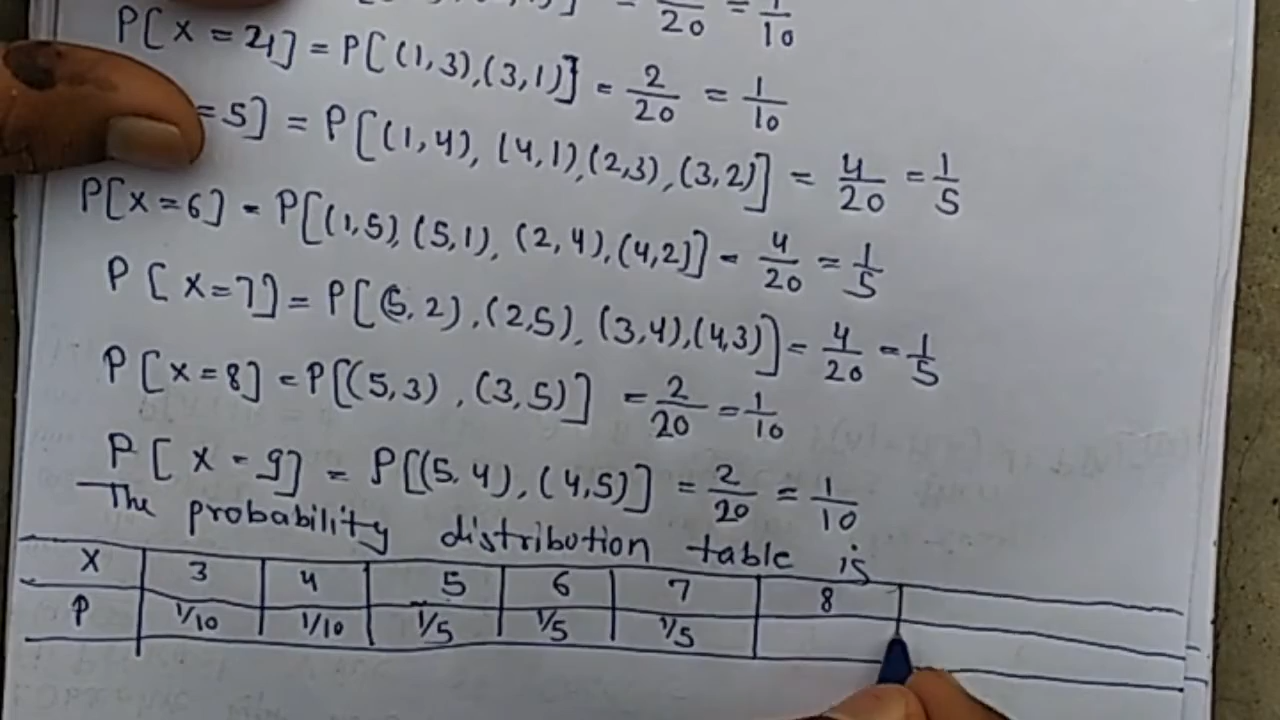 = 2/20 = 1/10
P[X=4] = P[(1,3),(3,1)] = 2/20 = 1/10
=5] = P[(1,4), (4,1),(2,3),(3,2)] = 4/20 = 1/5
P[X=6] = P[(1,5),(5,1), (2,4),(4,2)] = 4/20 = 1/5
P[X=7] = P[(5,2),(2,5),(3,4),(4,3)] = 4/20 = 1/5
P[X=8] = P[(5,3),(3,5)] = 2/20 = 1/10
P[X-9] = P[(5,4),(4,5)] = 2/20 = 1/10
The probability distribution table is
X 3 4 5 6 7 8
P 1/10 1/10 1/5 1/5 1/5